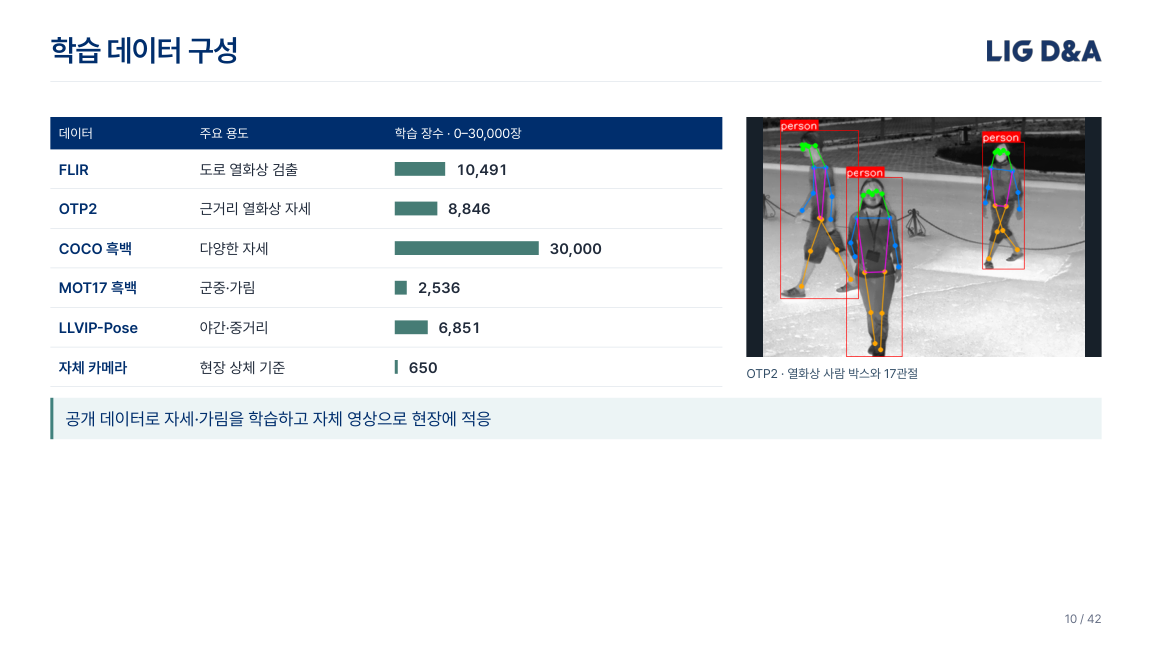 학습 데이터 구성
LIG D&A
데이터 주요 용도 학습 장수 · 0–30,000장
FLIR 도로 열화상 검출 10,491
OTP2 근거리 열화상 자세 8,846
COCO 흑백 다양한 자세 30,000
MOT17 흑백 군중·가림 2,536
LLVIP-Pose 야간·중거리 6,851
자체 카메라 현장 상체 기준 650
person
person
person
OTP2 · 열화상 사람 박스와 17관절
공개 데이터로 자세·가림을 학습하고 자체 영상으로 현장에 적응
10 / 42